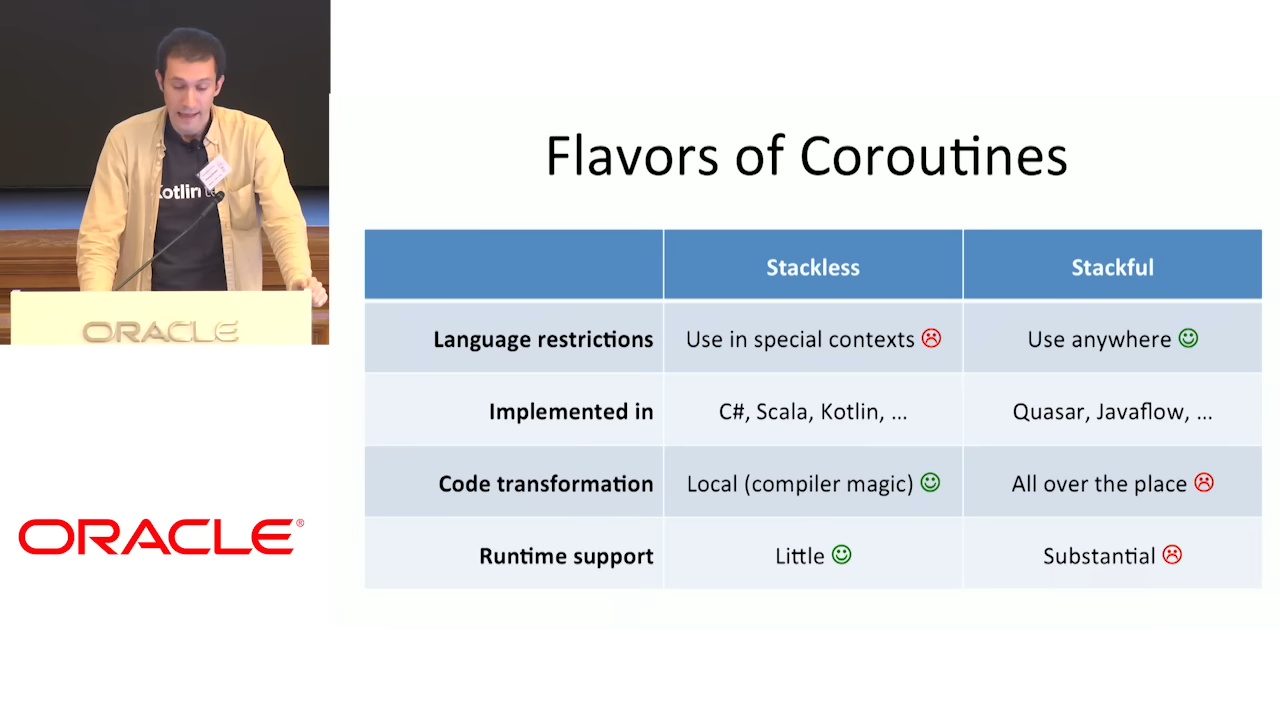 Kotlin
ORACLE
ORACLE®
Flavors of Coroutines
Stackless Stackful
Language restrictions Use in special contexts ☹ Use anywhere ☺
Implemented in C#, Scala, Kotlin, ... Quasar, Javaflow, ...
Code transformation Local (compiler magic) ☺ All over the place ☹
Runtime support Little ☺ Substantial ☹